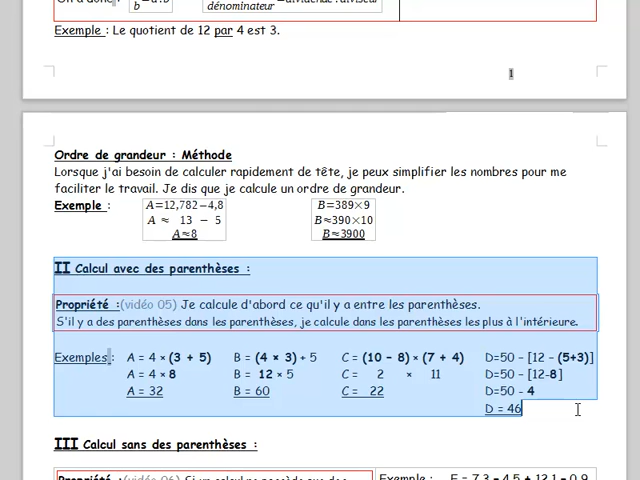 b
dénominateur
Exemple : Le quotient de 12 par 4 est 3.
1
Ordre de grandeur : Méthode
Lorsque j'ai besoin de calculer rapidement de tête, je peux simplifier les nombres pour me
faciliter le travail. Je dis que je calcule un ordre de grandeur.
Exemple : A=12,782−4,8 B=389×9
A ≈ 13 − 5 B≈390×10
A≈8 B≈3900
II Calcul avec des parenthèses :
Propriété :(vidéo 05) Je calcule d'abord ce qu'il y a entre les parenthèses.
S'il y a des parenthèses dans les parenthèses, je calcule dans les parenthèses les plus à l'intérieure.
Exemples : A = 4 × (3 + 5) B = (4 × 3) + 5 C = (10 − 8) × (7 + 4) D=50 − [12 − (5+3)]
A = 4 × 8 B = 12 × 5 C = 2 × 11 D=50 − [12-8]
A = 32 B = 60 C = 22 D=50 − 4
D = 46
III Calcul sans des parenthèses :
Exemple : E = 7,3 − 4,5 + 12,1 − 0,9